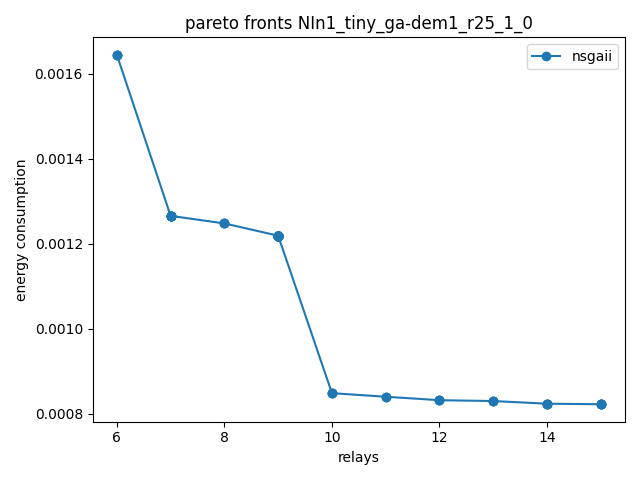 pareto fronts NIn1_tiny_ga-dem1_r25_1_0
nsgaii
energy consumption
0.0016
0.0014
0.0012
0.0010
0.0008
6 8 10 12 14
relays